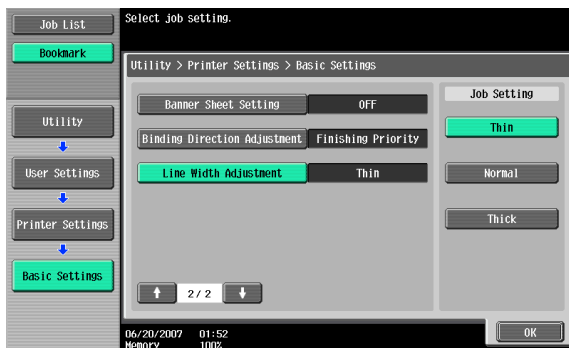 Select job setting.
Job List
Bookmark
Utility > Printer Settings > Basic Settings
Utility
User Settings
Printer Settings
Basic Settings
Banner Sheet Setting OFF
Binding Direction Adjustment Finishing Priority
Line Width Adjustment Thin
2/ 2
Job Setting
Thin
Normal
Thick
06/20/2007 01:52
Memory 100%
OK